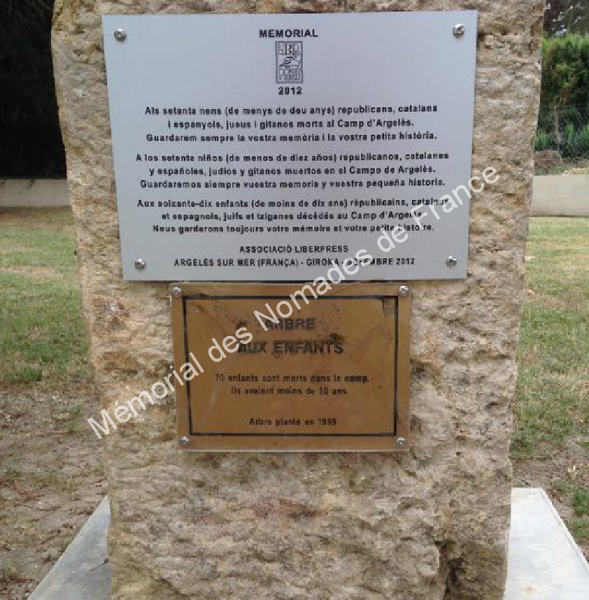 MEMORIAL
LIBER
PRESS
2012
Als setanta nens (de menys de deu anys) republicans, catalans
i espanyols, jueus i gitanos morts al Camp d'Argelès.
Guardarem sempre la vostra memòria i la vostra petita història.
A los setenta niños (de menos de diez años) republicanos, catalanes
y españoles, judíos y gitanos muertos en el Campo de Argelès.
Guardaremos siempre vuestra memoria y vuestra pequeña historia.
Aux soixante-dix enfants (de moins de dix ans) républicains, catalans
et espagnols, juifs et tziganes décédés au Camp d'Argelès.
Nous garderons toujours votre mémoire et votre petite histoire.
ASSOCIACIÓ LIBERPRESS
ARGELÈS SUR MER (FRANÇA) - GIRONA - SETEMBRE 2012
ARBRE
AUX ENFANTS
70 enfants sont morts dans le camp,
ils avaient moins de 10 ans.
Arbre planté en 1999
Mémorial des Nomades de France